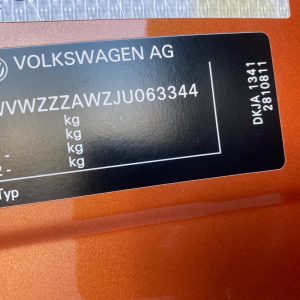 VOLKSWAGEN AG
WVWZZZAWZJU063344
kg
kg
- kg
- kg
Typ
DKJA 1341
2810811